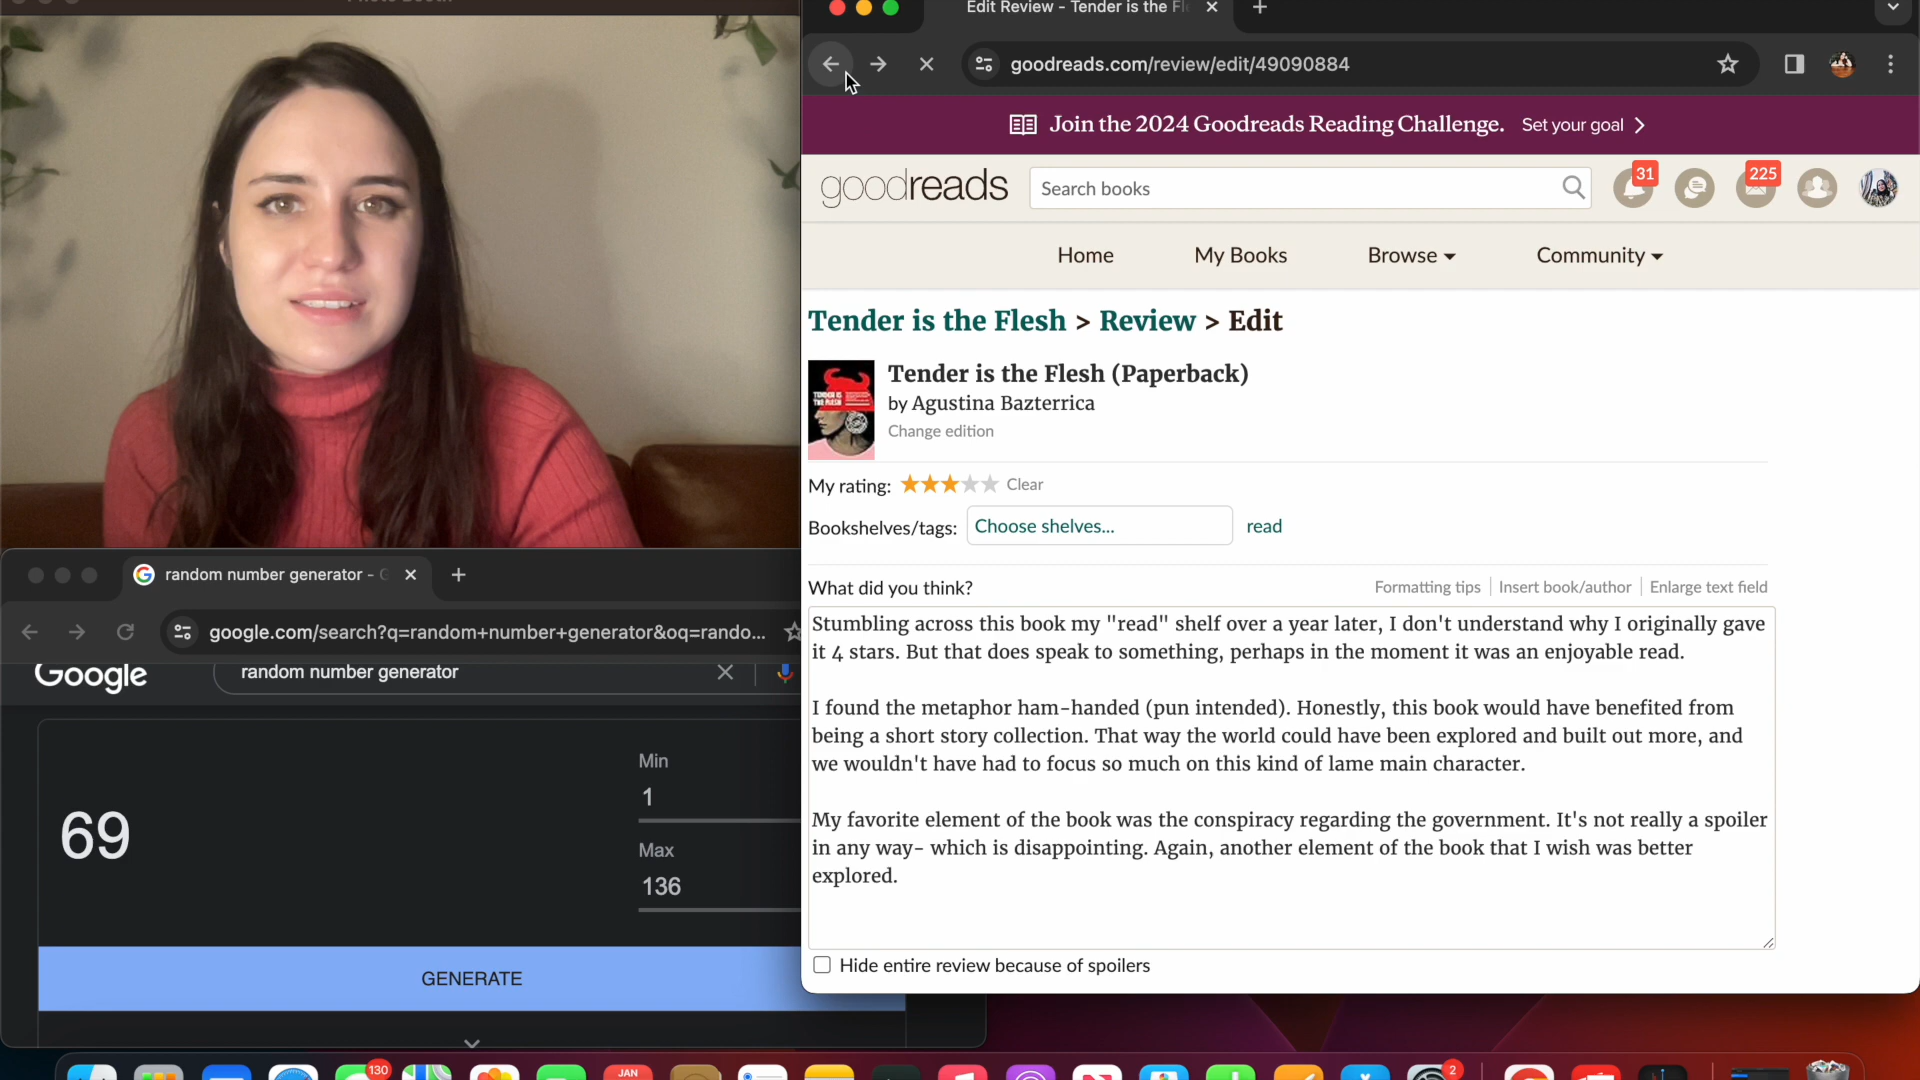 Edit Review - Tender is the Fl
goodreads.com/review/edit/49090884
Join the 2024 Goodreads Reading Challenge. Set your goal
goodreads
Search books
31
225
Home
My Books
Browse
Community
Tender is the Flesh > Review > Edit
TENDER IS
THE FLESH
Tender is the Flesh (Paperback)
by Agustina Bazterrica
Change edition
My rating:
Clear
Bookshelves/tags:
Choose shelves...
read
What did you think?
Formatting tips
Insert book/author
Enlarge text field
Stumbling across this book my "read" shelf over a year later, I don't understand why I originally gave
it 4 stars. But that does speak to something, perhaps in the moment it was an enjoyable read.
I found the metaphor ham-handed (pun intended). Honestly, this book would have benefited from
being a short story collection. That way the world could have been explored and built out more, and
we wouldn't have had to focus so much on this kind of lame main character.
My favorite element of the book was the conspiracy regarding the government. It's not really a spoiler
in any way- which is disappointing. Again, another element of the book that I wish was better
explored.
Hide entire review because of spoilers
random number generator - G
google.com/search?q=random+number+generator&oq=rando...
Google
random number generator
69
Min
1
Max
136
GENERATE
130
JAN
2